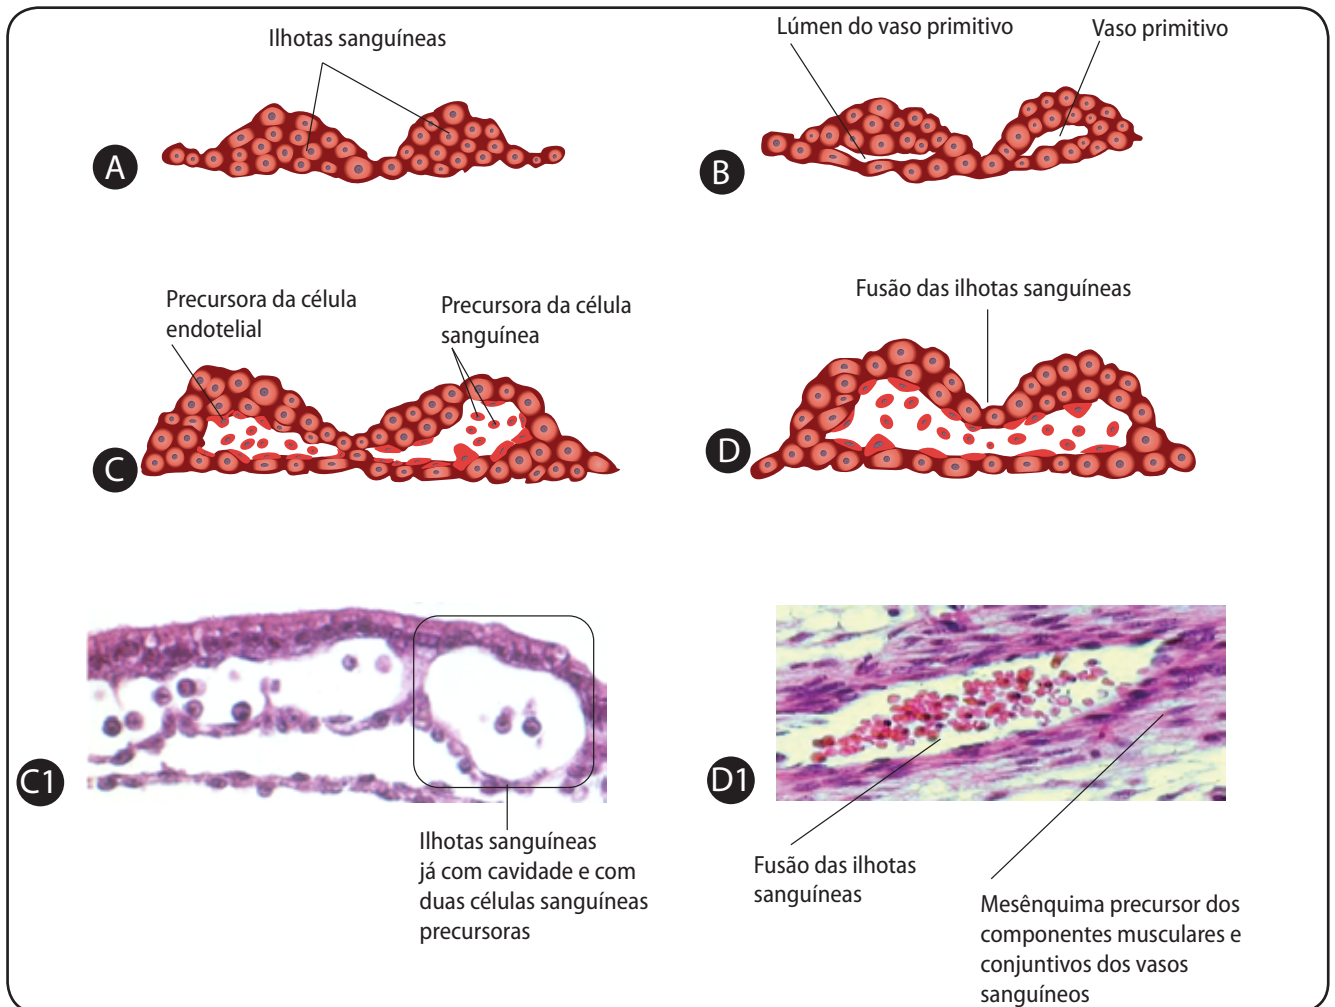 Ilhotas sanguíneas
A
Lúmen do vaso primitivo
Vaso primitivo
B
Precursora da célula
endotelial
Precursora da célula
sanguínea
C
Fusão das ilhotas sanguíneas
D
C1
Ilhotas sanguíneas
já com cavidade e com
duas células sanguíneas
precursoras
D1
Fusão das ilhotas
sanguíneas
Mesênquima precursor dos
componentes musculares e
conjuntivos dos vasos
sanguíneos